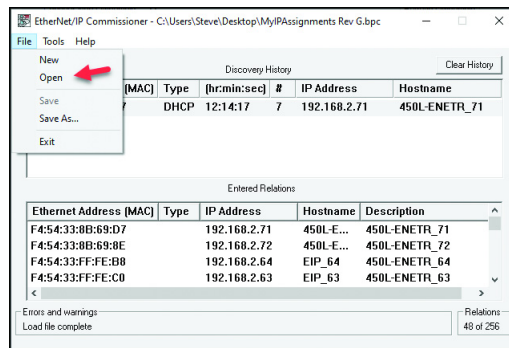 EtherNet/IP Commissioner - C:\Users\Steve\Desktop\MyIPAssignments Rev G.bpc
File Tools Help
New
Open
Save
Save As...
Exit
Discovery History
Clear History
(MAC) Type (hr:min:sec) # IP Address Hostname
7 DHCP 12:14:17 7 192.168.2.71 450L-ENETR_71
Entered Relations
Ethernet Address (MAC) Type IP Address Hostname Description
F4:54:33:8B:69:D7 192.168.2.71 450L-E... 450L-ENETR_71
F4:54:33:8B:69:8E 192.168.2.72 450L-E... 450L-ENETR_72
F4:54:33:FF:FE:B8 192.168.2.64 EIP_64 450L-ENETR_64
F4:54:33:FF:FE:C0 192.168.2.63 EIP_63 450L-ENETR_63
Errors and warnings
Load file complete
Relations
48 of 256